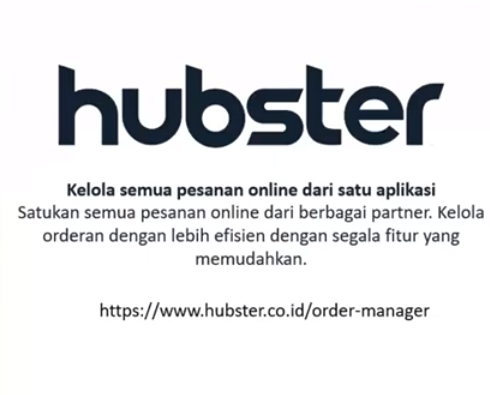 hubster
Kelola semua pesanan online dari satu aplikasi
Satukan semua pesanan online dari berbagai partner. Kelola
orderan dengan lebih efisien dengan segala fitur yang
memudahkan.
https://www.hubster.co.id/order-manager